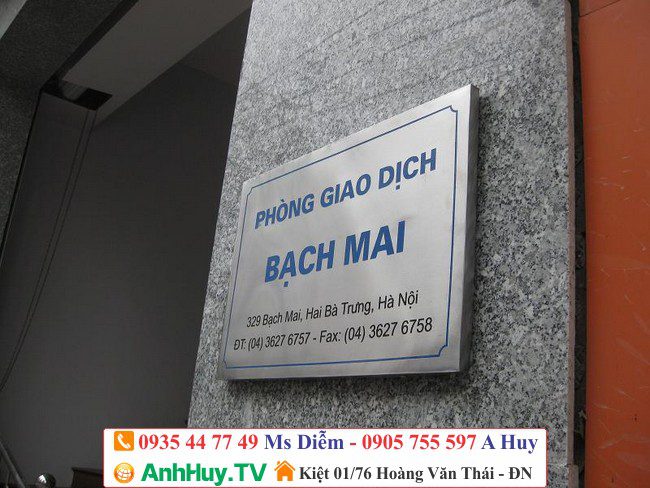 PHÒNG GIAO DỊCH
BẠCH MAI
329 Bạch Mai, Hai Bà Trưng, Hà Nội
ĐT: (04) 3627 6757 - Fax: (04) 3627 6758
0935 44 77 49 Ms Diễm - 0905 755 597 A Huy
AnhHuy.TV Kiệt 01/76 Hoàng Văn Thái - ĐN